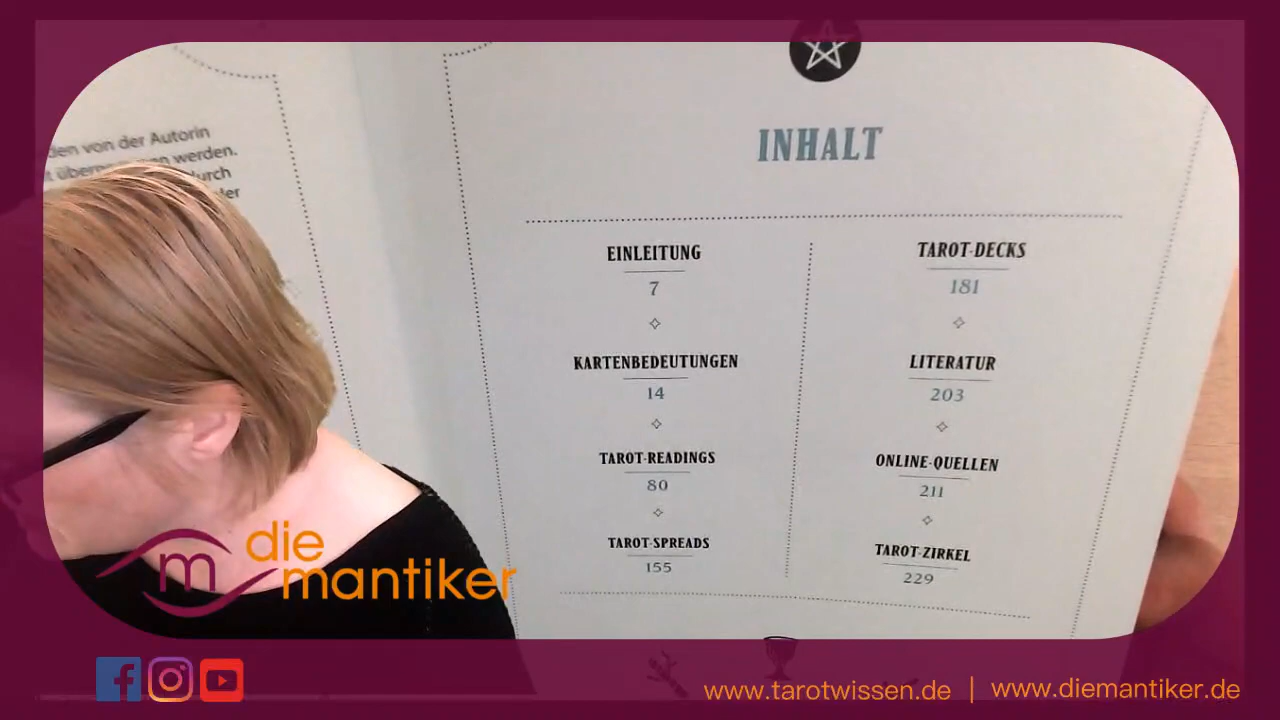 den von der Autorin
werden.
durch
INHALT
EINLEITUNG
7
KARTENBEDEUTUNGEN
14
TAROT-READINGS
80
TAROT-SPREADS
155
TAROT-DECKS
181
LITERATUR
203
ONLINE-QUELLEN
211
TAROT-ZIRKEL
229
m die
mantiker
www.tarotwissen.de | www.diemantiker.de